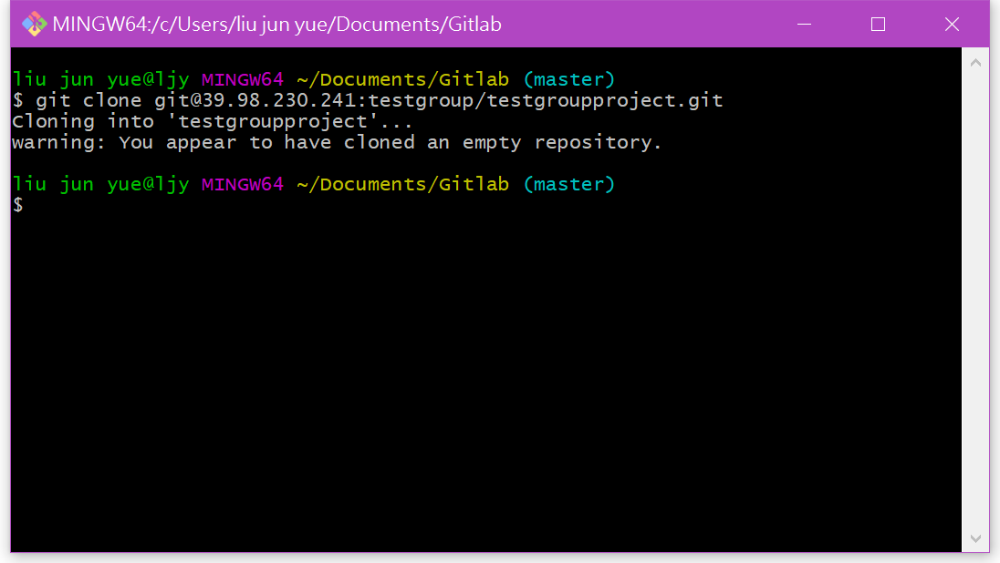 MINGW64:/c/Users/liu jun yue/Documents/Gitlab
liu jun yue@ljy MINGW64 ~/Documents/Gitlab (master)
$ git clone git@39.98.230.241:testgroup/testgroupproject.git
Cloning into 'testgroupproject'...
warning: You appear to have cloned an empty repository.
liu jun yue@ljy MINGW64 ~/Documents/Gitlab (master)
$